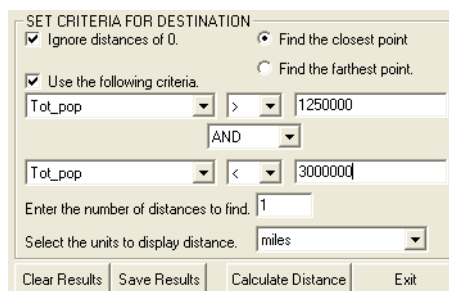 SET CRITERIA FOR DESTINATION
Ignore distances of 0. Find the closest point
Find the farthest point.
Use the following criteria.
Tot_pop > 1250000
AND
Tot_pop < 3000000
Enter the number of distances to find. 1
Select the units to display distance. miles
Clear Results Save Results Calculate Distance Exit